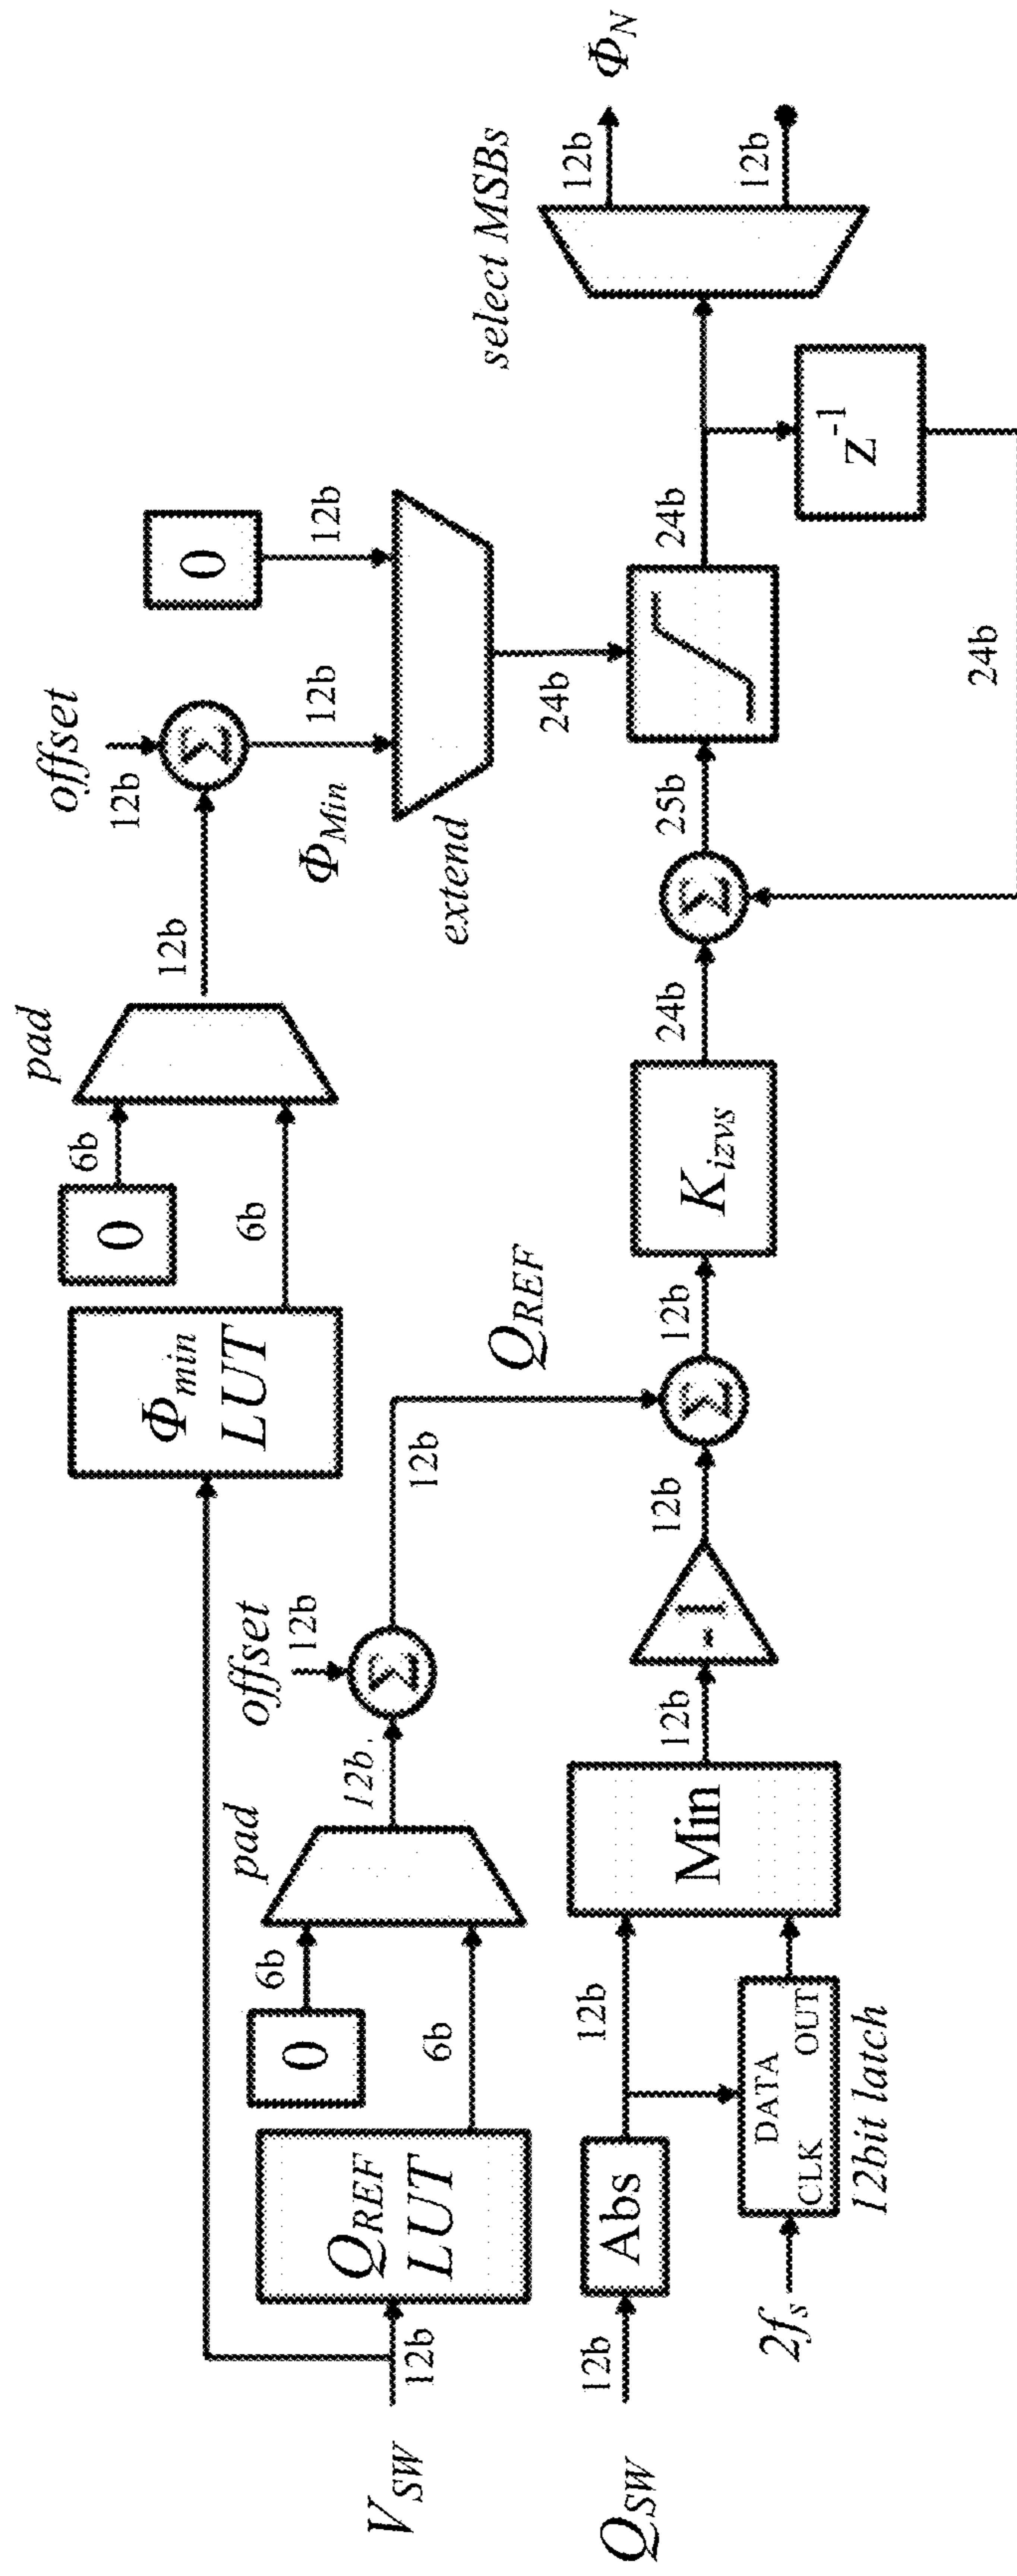 V_SW
12b
Q_REF
LUT
0
6b
6b
pad
12b.
offset
12b
Σ
12b
Q_REF
Φ_min
LUT
0
6b
6b
pad
12b
offset
12b
Σ
Φ_Min
12b
0
12b
extend
24b
Q_SW
12b
Abs
12b
2f_s
DATA
CLK OUT
12bit latch
Min
12b
-1
12b
Σ
12b
K_izvs
24b
Σ
25b
24b
z^-1
24b
select MSBs
12b
Φ_N
12b